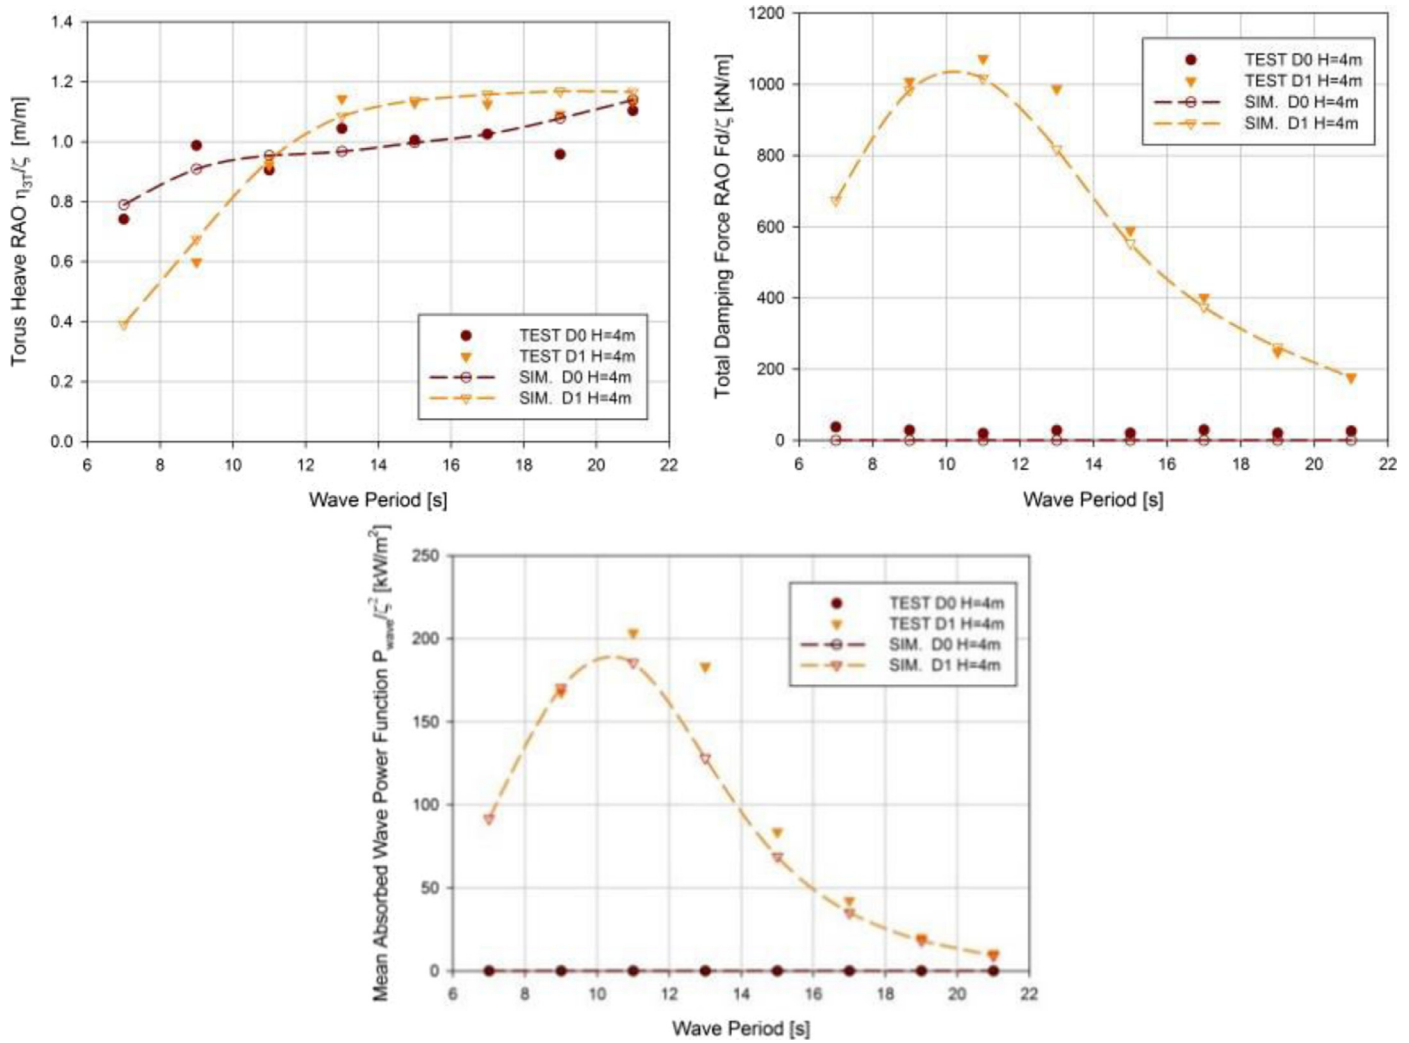 Torus Heave RAO η3T/ζ [m/m]
1.4
1.2
1.0
0.8
0.6
0.4
0.2
0.0
TEST D0 H=4m
TEST D1 H=4m
SIM. D0 H=4m
SIM. D1 H=4m
6 8 10 12 14 16 18 20 22
Wave Period [s]
Total Damping Force RAO Fd/ζ [kN/m]
1200
1000
800
600
400
200
0
TEST D0 H=4m
TEST D1 H=4m
SIM. D0 H=4m
SIM. D1 H=4m
6 8 10 12 14 16 18 20 22
Wave Period [s]
Mean Absorbed Wave Power Function Pwave/ζ² [kW/m²]
250
200
150
100
50
0
TEST D0 H=4m
TEST D1 H=4m
SIM. D0 H=4m
SIM. D1 H=4m
6 8 10 12 14 16 18 20 22
Wave Period [s]